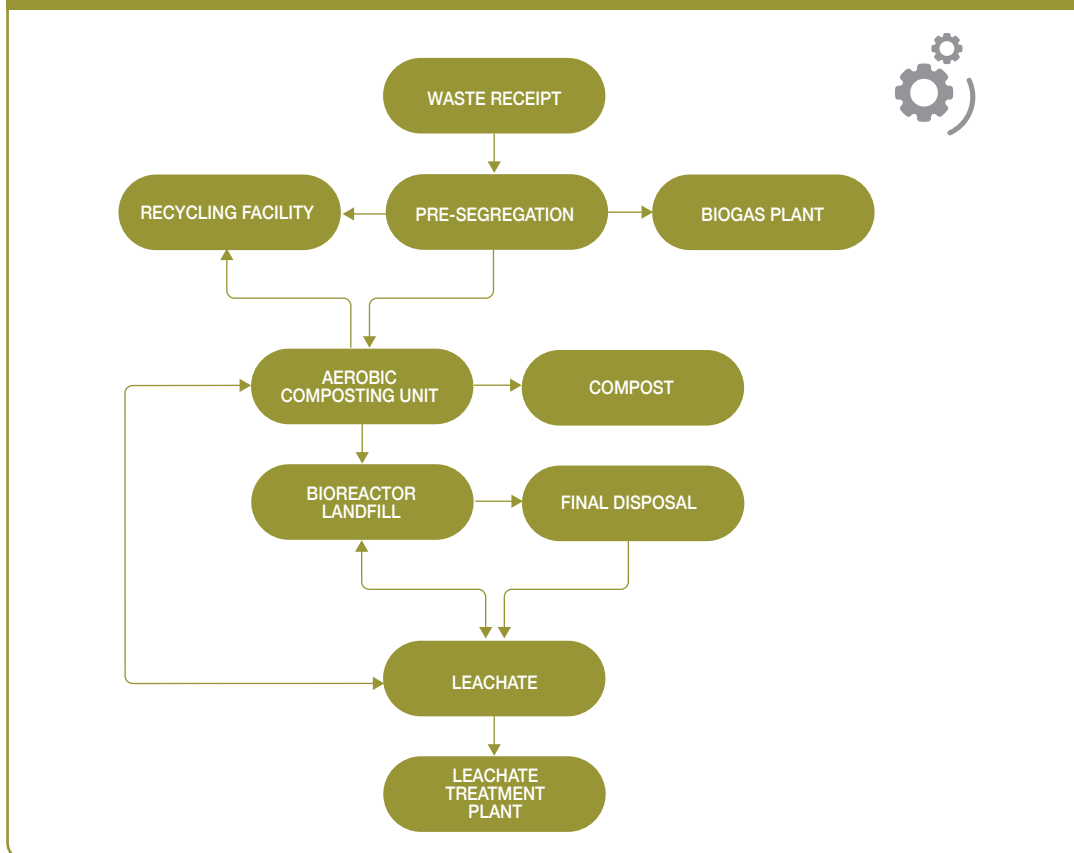 WASTE RECEIPT
RECYCLING FACILITY
PRE-SEGREGATION
BIOGAS PLANT
AEROBIC
COMPOSTING UNIT
COMPOST
BIOREACTOR
LANDFILL
FINAL DISPOSAL
LEACHATE
LEACHATE
TREATMENT
PLANT